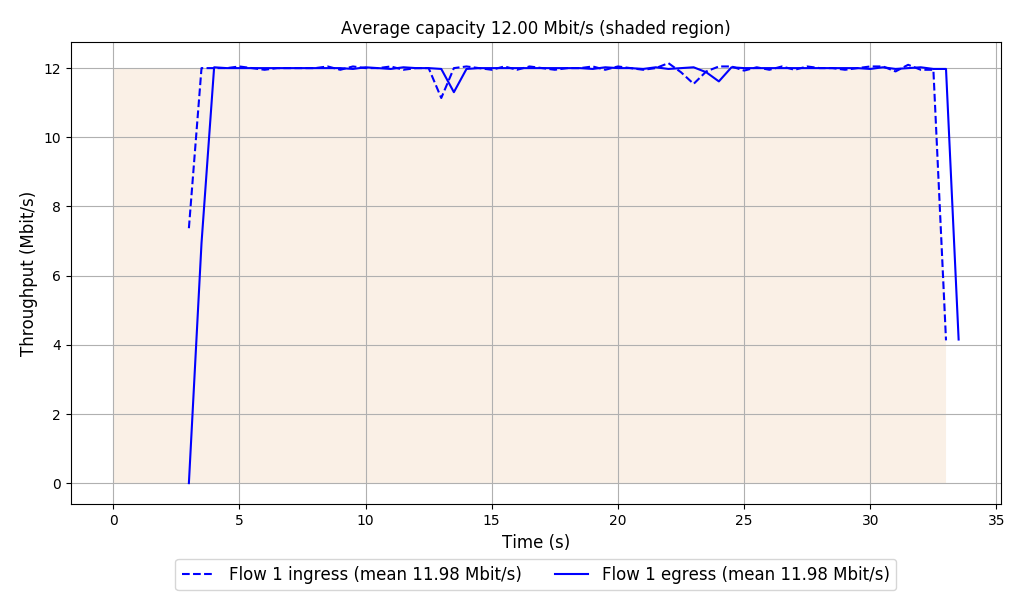 Average capacity 12.00 Mbit/s (shaded region)
Throughput (Mbit/s)
12
10
8
6
4
2
0
0 5 10 15 20 25 30 35
Time (s)
Flow 1 ingress (mean 11.98 Mbit/s) Flow 1 egress (mean 11.98 Mbit/s)